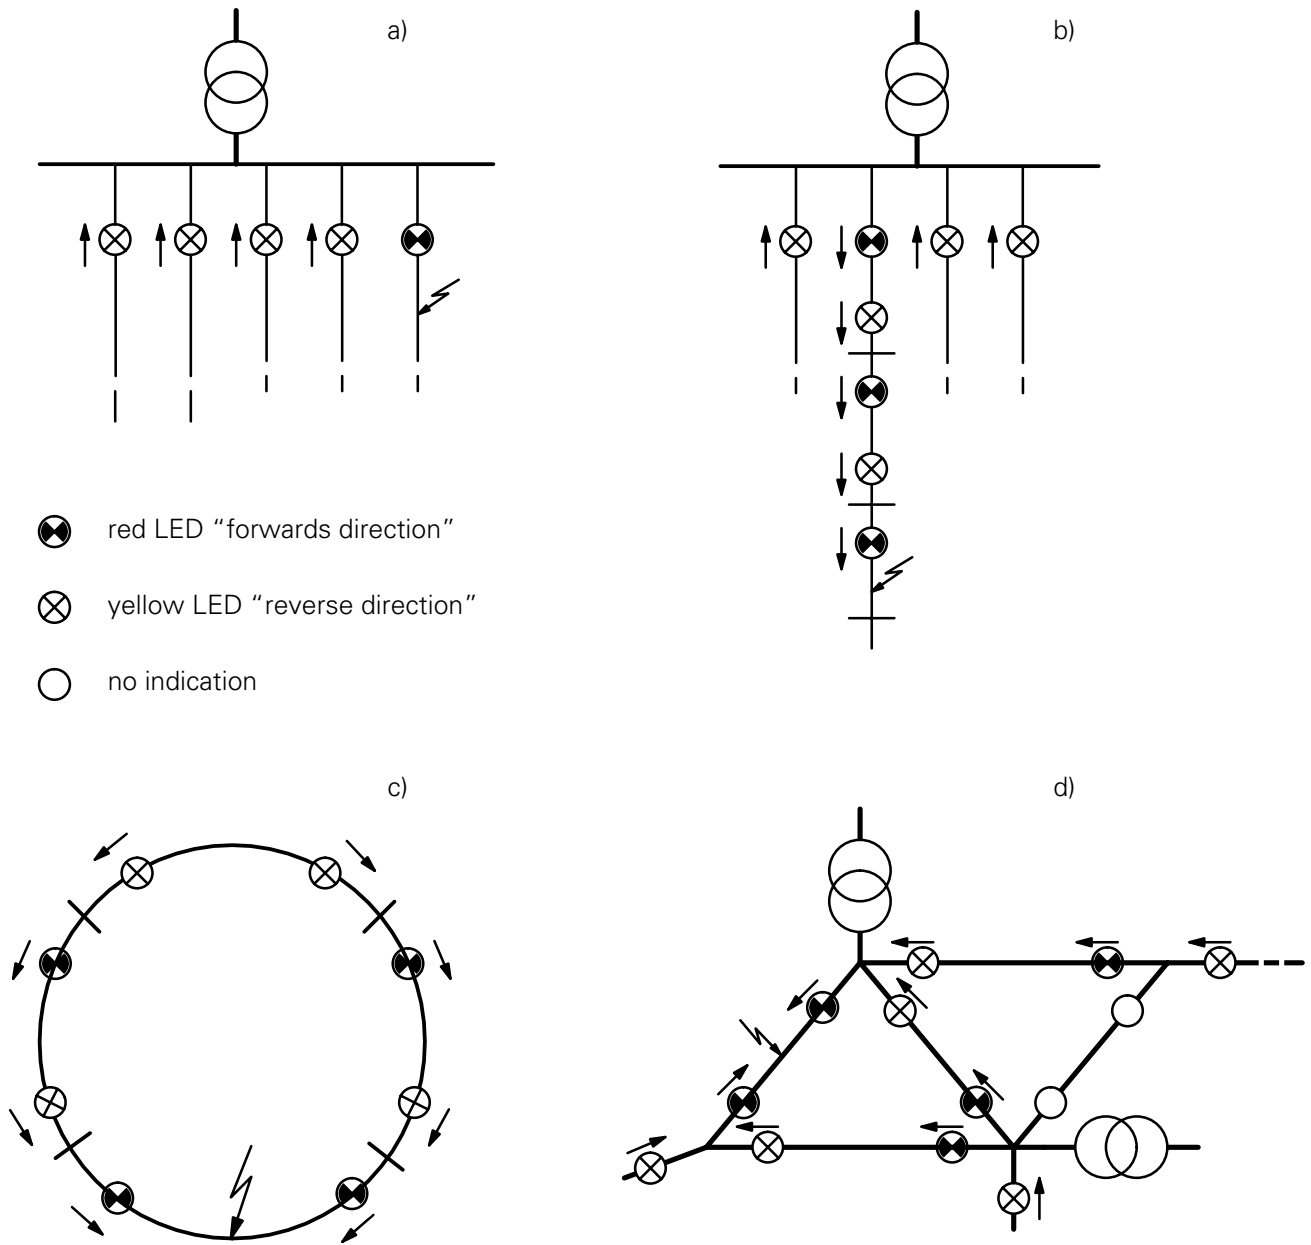 a)
b)
red LED “forwards direction”
yellow LED “reverse direction”
no indication
c)
d)